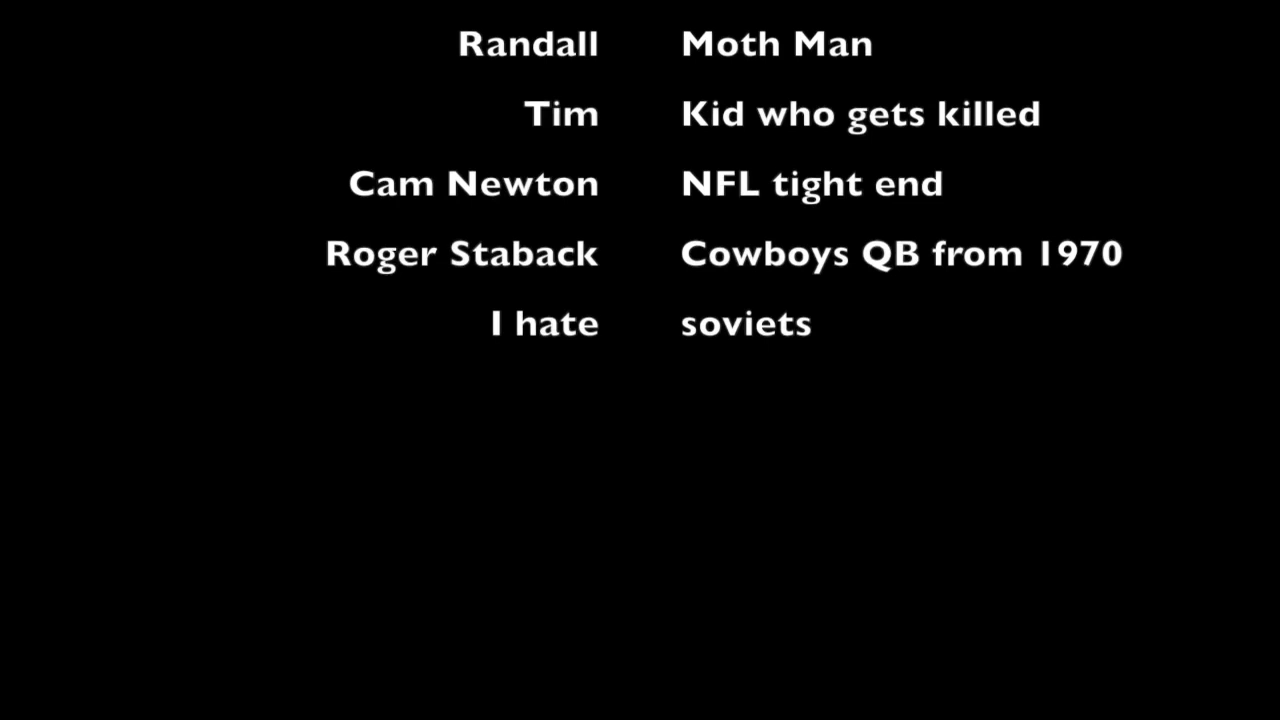 Randall Moth Man
Tim Kid who gets killed
Cam Newton NFL tight end
Roger Staback Cowboys QB from 1970
I hate soviets